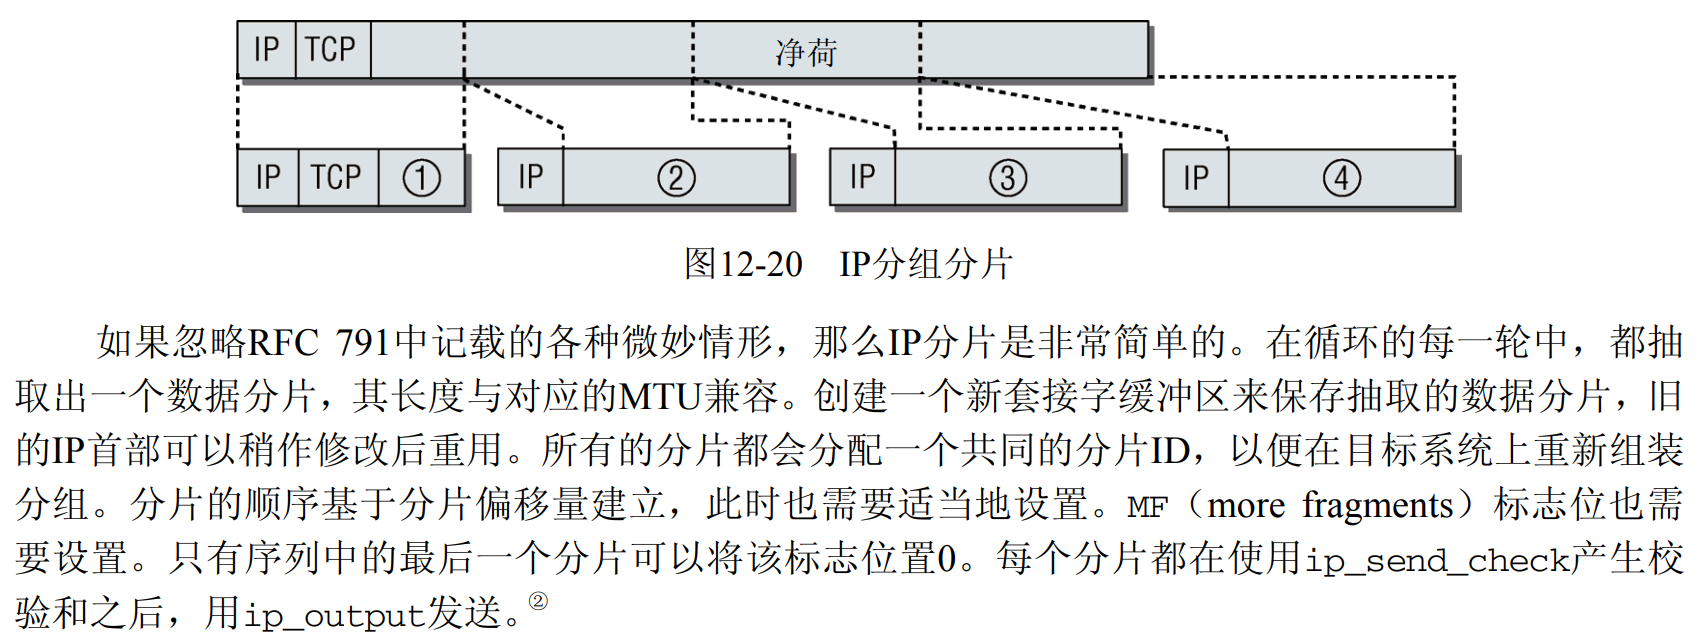 IP TCP 净荷
IP TCP ① IP ② IP ③ IP ④
图12-20 IP分组分片
如果忽略RFC 791中记载的各种微妙情形，那么IP分片是非常简单的。在循环的每一轮中，都抽
取出一个数据分片，其长度与对应的MTU兼容。创建一个新套接字缓冲区来保存抽取的数据分片，旧
的IP首部可以稍作修改后重用。所有的分片都会分配一个共同的分片ID，以便在目标系统上重新组装
分组。分片的顺序基于分片偏移量建立，此时也需要适当地设置。MF（more fragments）标志位也需
要设置。只有序列中的最后一个分片可以将该标志位置0。每个分片都在使用ip_send_check产生校
验和之后，用ip_output发送。②